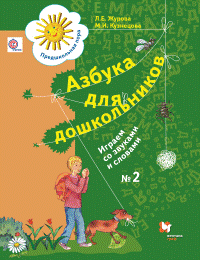 Л.Е. Журова
М.И. Кузнецова
Предшкольная пора
Азбука
для
дошкольников
Играем
со звуками
и словами
№ 2